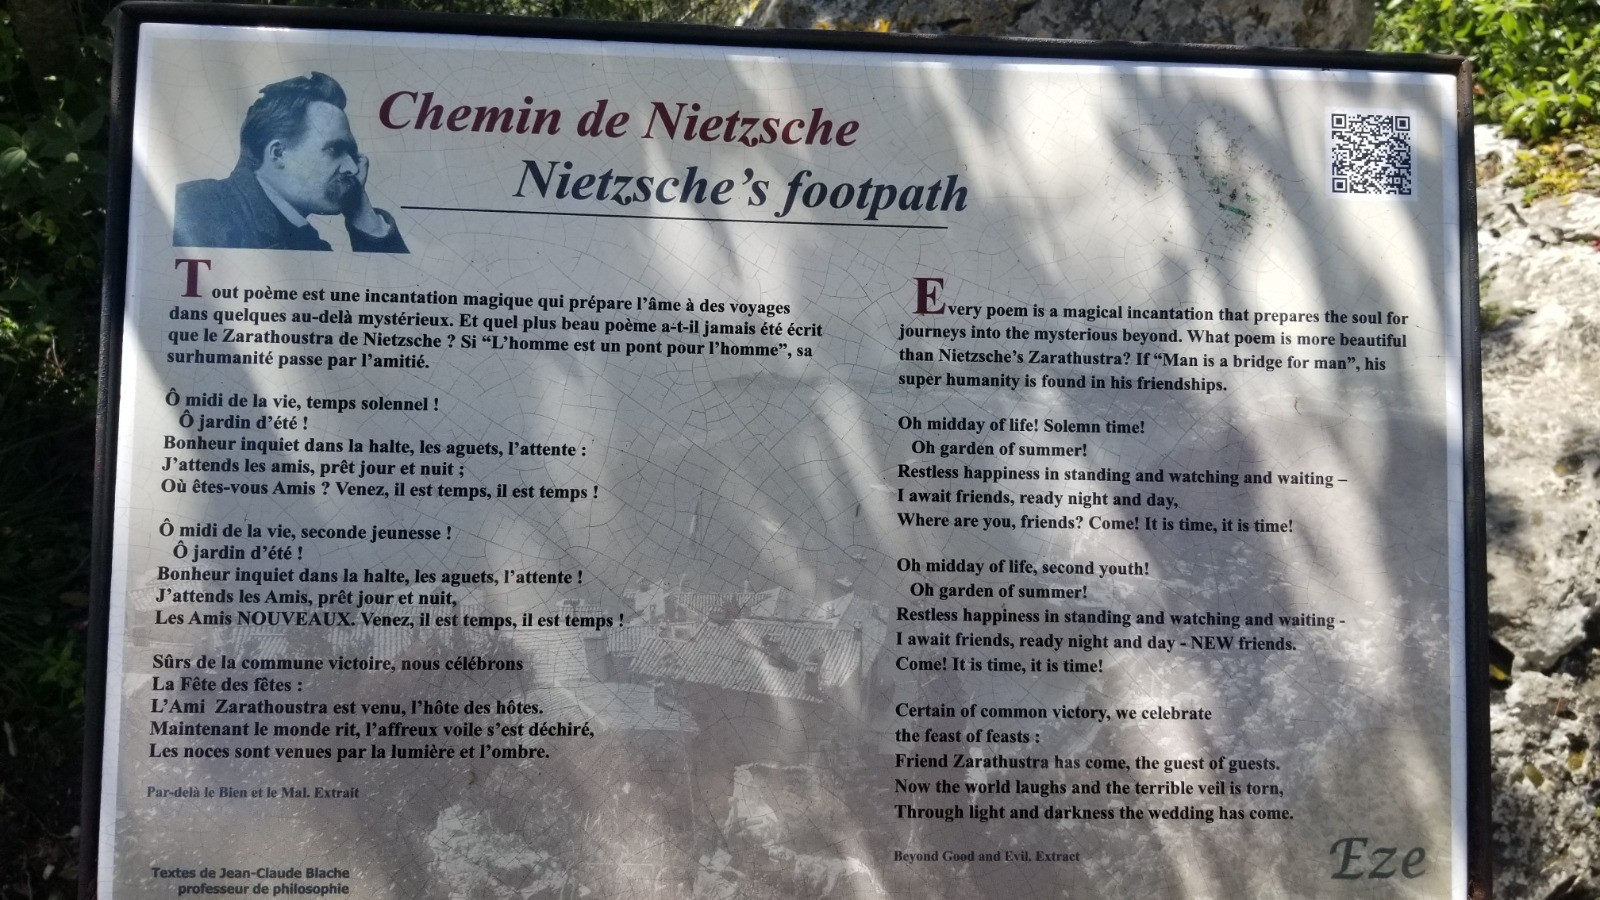 Chemin de Nietzsche
Nietzsche's footpath
Tout poème est une incantation magique qui prépare l'âme à des voyages
dans quelques au-delà mystérieux. Et quel plus beau poème a-t-il jamais été écrit
que le Zarathoustra de Nietzsche ? Si "L'homme est un pont pour l'homme", sa
surhumanité passe par l'amitié.
Ô midi de la vie, temps solennel !
Ô jardin d'été !
Bonheur inquiet dans la halte, les aguets, l'attente :
J'attends les amis, prêt jour et nuit ;
Où êtes-vous Amis ? Venez, il est temps, il est temps !
Ô midi de la vie, seconde jeunesse !
Ô jardin d'été !
Bonheur inquiet dans la halte, les aguets, l'attente !
J'attends les Amis, prêt jour et nuit,
Les Amis NOUVEAUX. Venez, il est temps, il est temps !
Sûrs de la commune victoire, nous célébrons
La Fête des fêtes :
L'Ami Zarathoustra est venu, l'hôte des hôtes.
Maintenant le monde rit, l'affreux voile s'est déchiré,
Les noces sont venues par la lumière et l'ombre.
Par-delà le Bien et le Mal. Extrait
Textes de Jean-Claude Blache
professeur de philosophie
Every poem is a magical incantation that prepares the soul for
journeys into the mysterious beyond. What poem is more beautiful
than Nietzsche's Zarathustra? If "Man is a bridge for man", his
super humanity is found in his friendships.
Oh midday of life! Solemn time!
Oh garden of summer!
Restless happiness in standing and watching and waiting –
I await friends, ready night and day,
Where are you, friends? Come! It is time, it is time!
Oh midday of life, second youth!
Oh garden of summer!
Restless happiness in standing and watching and waiting -
I await friends, ready night and day - NEW friends.
Come! It is time, it is time!
Certain of common victory, we celebrate
the feast of feasts :
Friend Zarathustra has come, the guest of guests.
Now the world laughs and the terrible veil is torn,
Through light and darkness the wedding has come.
Beyond Good and Evil. Extract
Eze